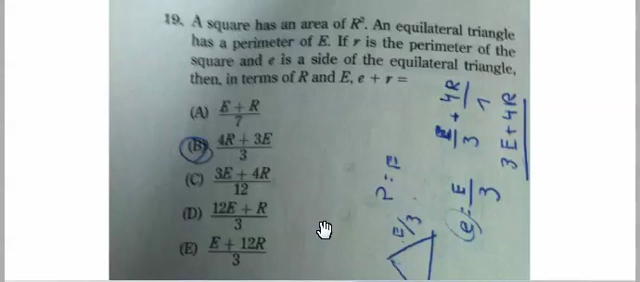 19. A square has an area of R². An equilateral triangle
has a perimeter of E. If r is the perimeter of the
square and e is a side of the equilateral triangle,
then, in terms of R and E, e + r =
(A) E + R / 7
(B) 4R + 3E / 3
(C) 3E + 4R / 12
(D) 12E + R / 3
(E) E + 12R / 3
P = E
E/3
(e) = E / 3
E / 3 + 4R / 1
3E + 4R